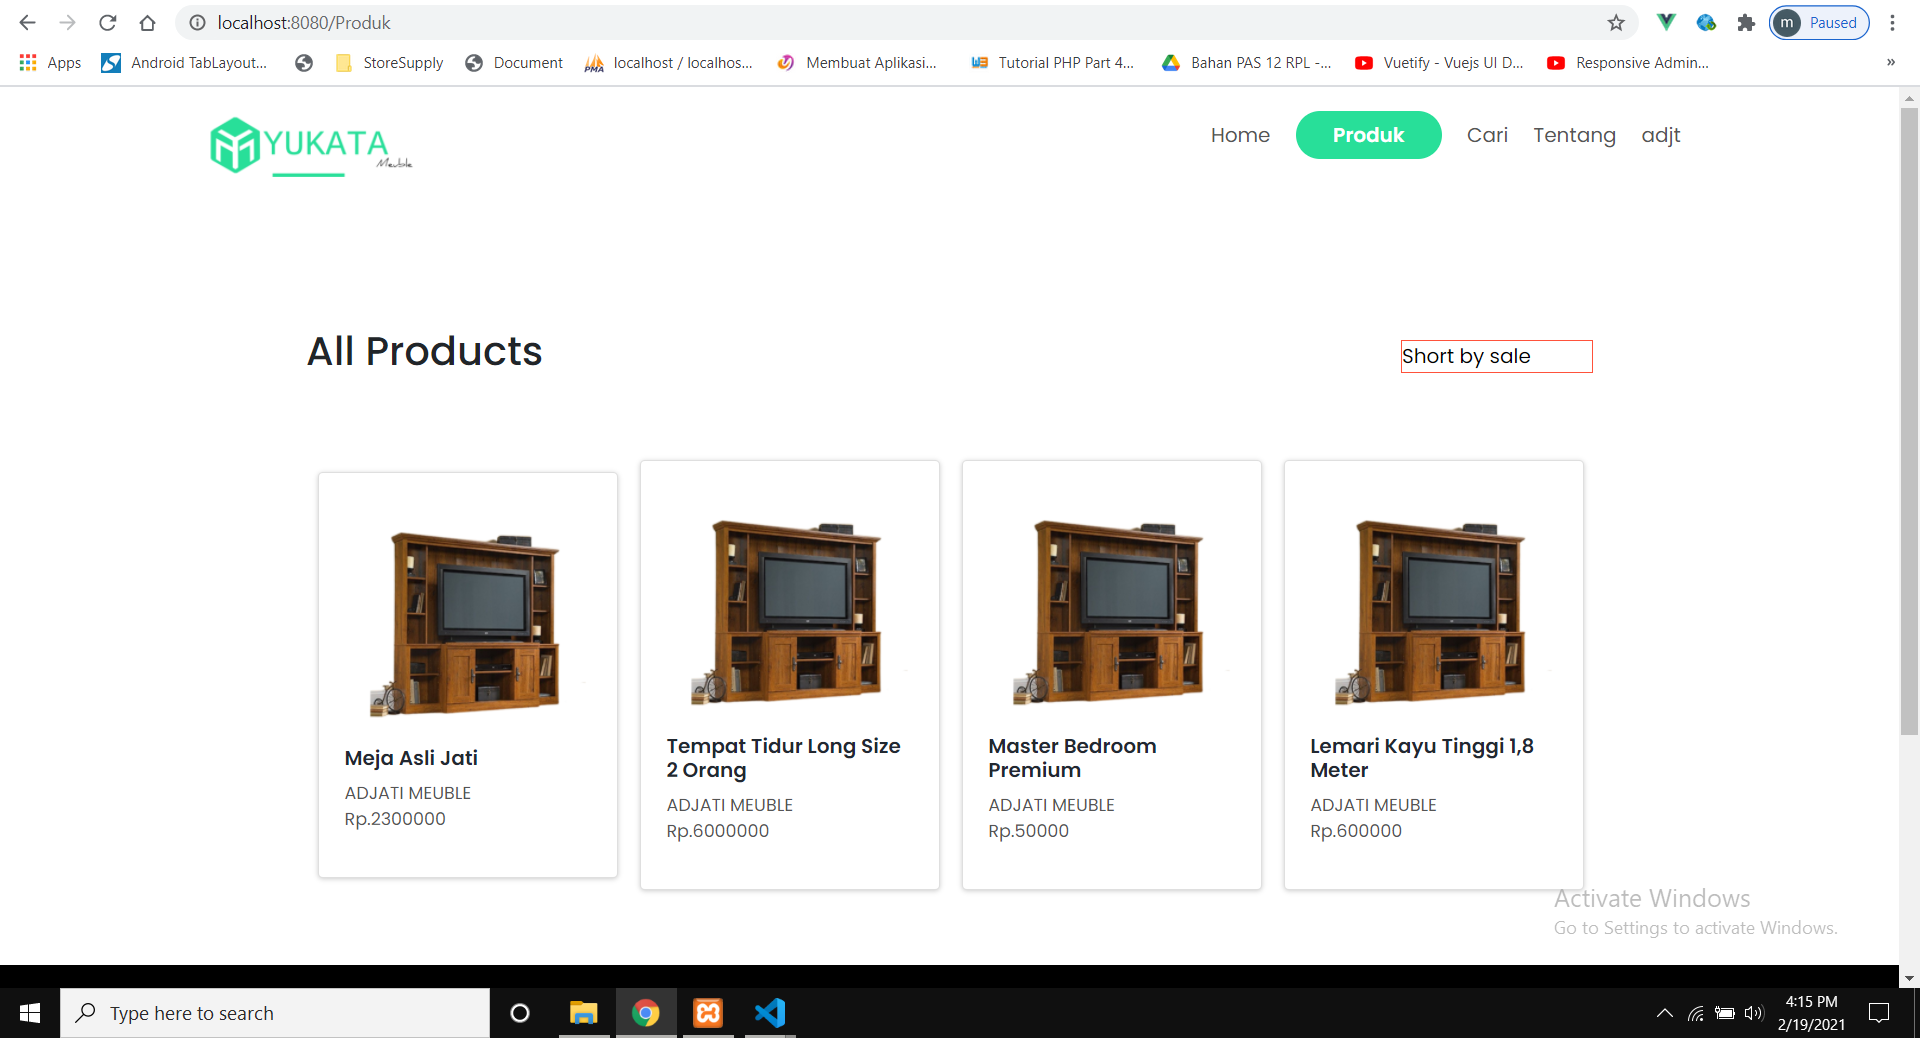 localhost:8080/Produk
m Paused
Apps
Android TabLayout...
StoreSupply
Document
localhost / localhos...
Membuat Aplikasi...
Tutorial PHP Part 4...
Bahan PAS 12 RPL -...
Vuetify - Vuejs UI D...
Responsive Admin...
»
YUKATA
Meuble
Home
Produk
Cari
Tentang
adjt
All Products
Short by sale
Meja Asli Jati
ADJATI MEUBLE
Rp.2300000
Tempat Tidur Long Size
2 Orang
ADJATI MEUBLE
Rp.6000000
Master Bedroom
Premium
ADJATI MEUBLE
Rp.50000
Lemari Kayu Tinggi 1,8
Meter
ADJATI MEUBLE
Rp.600000
Activate Windows
Go to Settings to activate Windows.
Type here to search
4:15 PM
2/19/2021